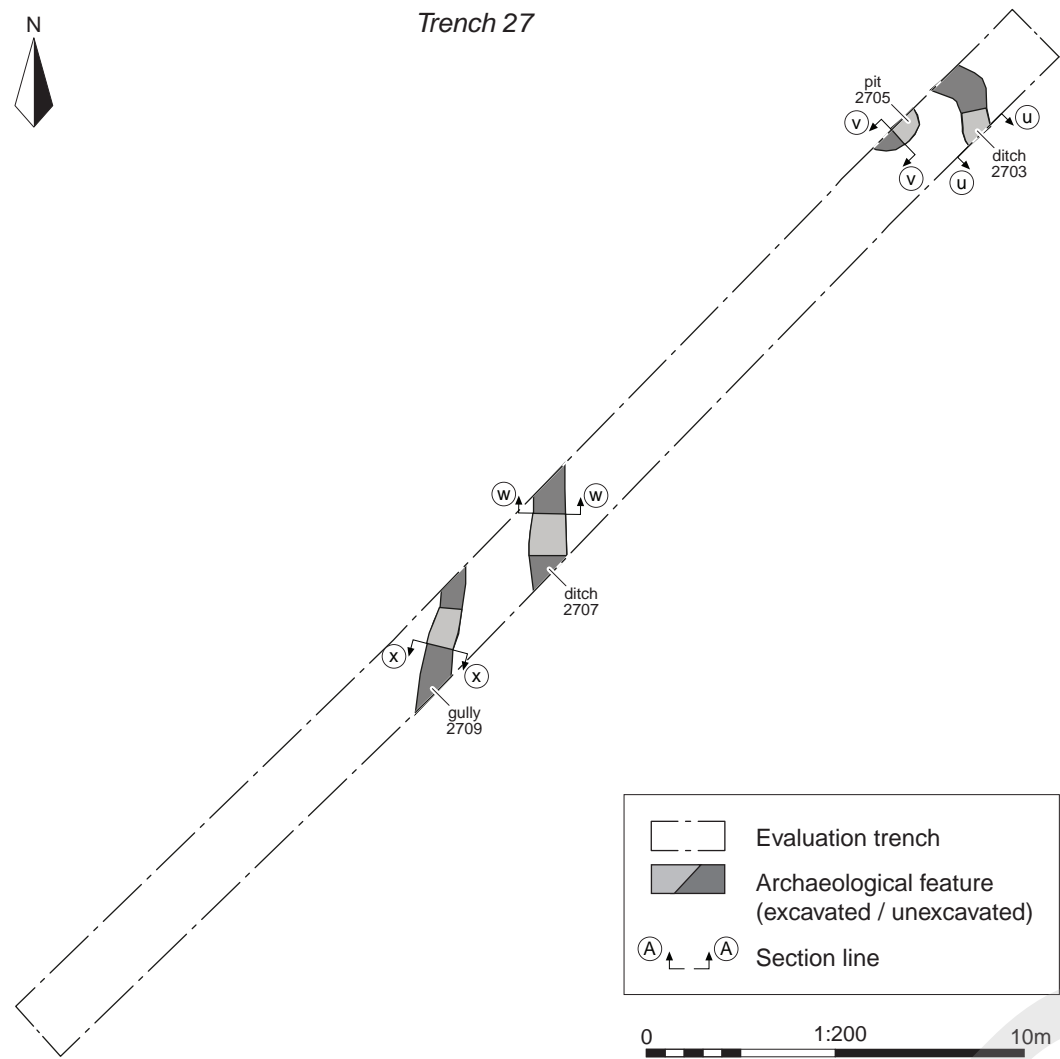 N
Trench 27
pit
2705
v
v
u
u
ditch
2703
w
w
ditch
2707
x
x
gully
2709
Evaluation trench
Archaeological feature
(excavated / unexcavated)
A A
Section line
0 1:200 10m